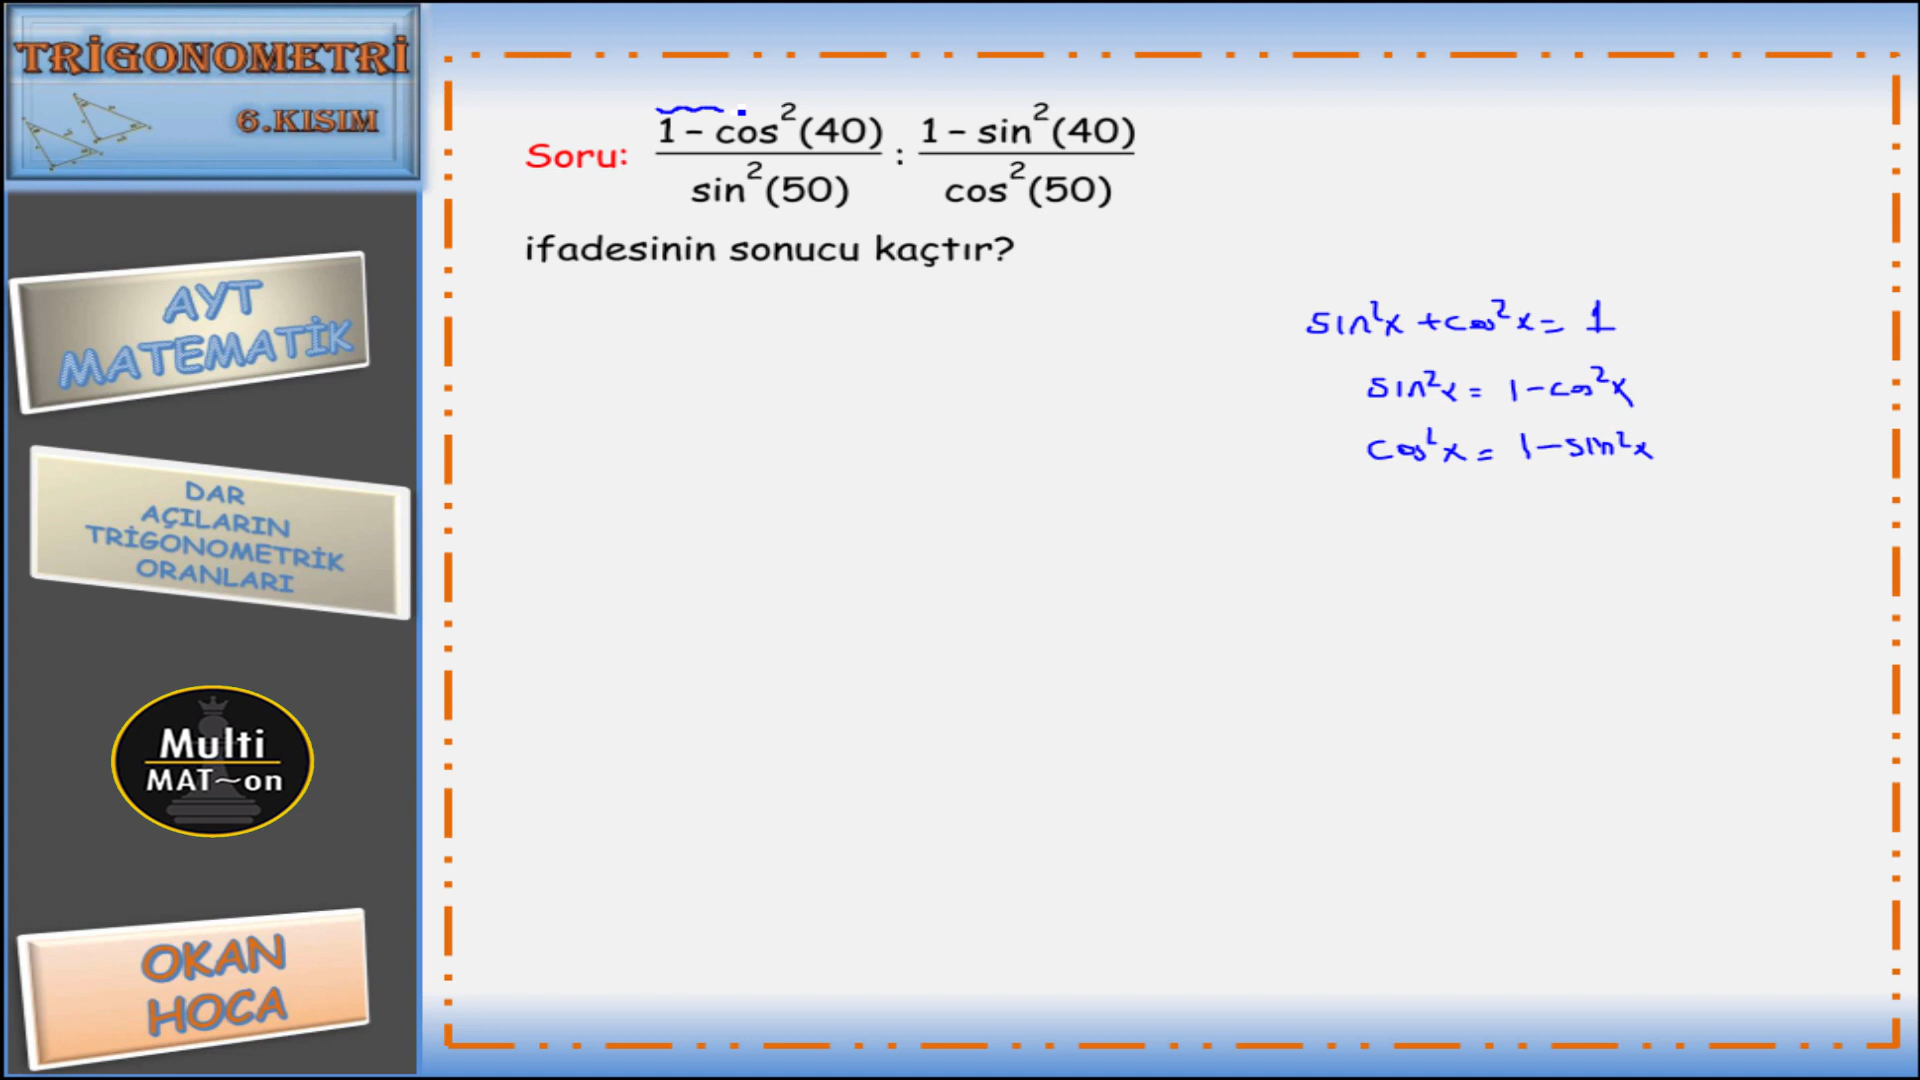 TRİGONOMETRİ
6.KISIM
AYT
MATEMATİK
DAR
AÇILARIN
TRİGONOMETRİK
ORANLARI
Multi
MAT~on
OKAN
HOCA
Soru: (1 - cos²(40))/(sin²(50)) : (1 - sin²(40))/(cos²(50))
ifadesinin sonucu kaçtır?
sin²x + cos²x = 1
sin²x = 1 - cos²x
cos²x = 1 - sin²x